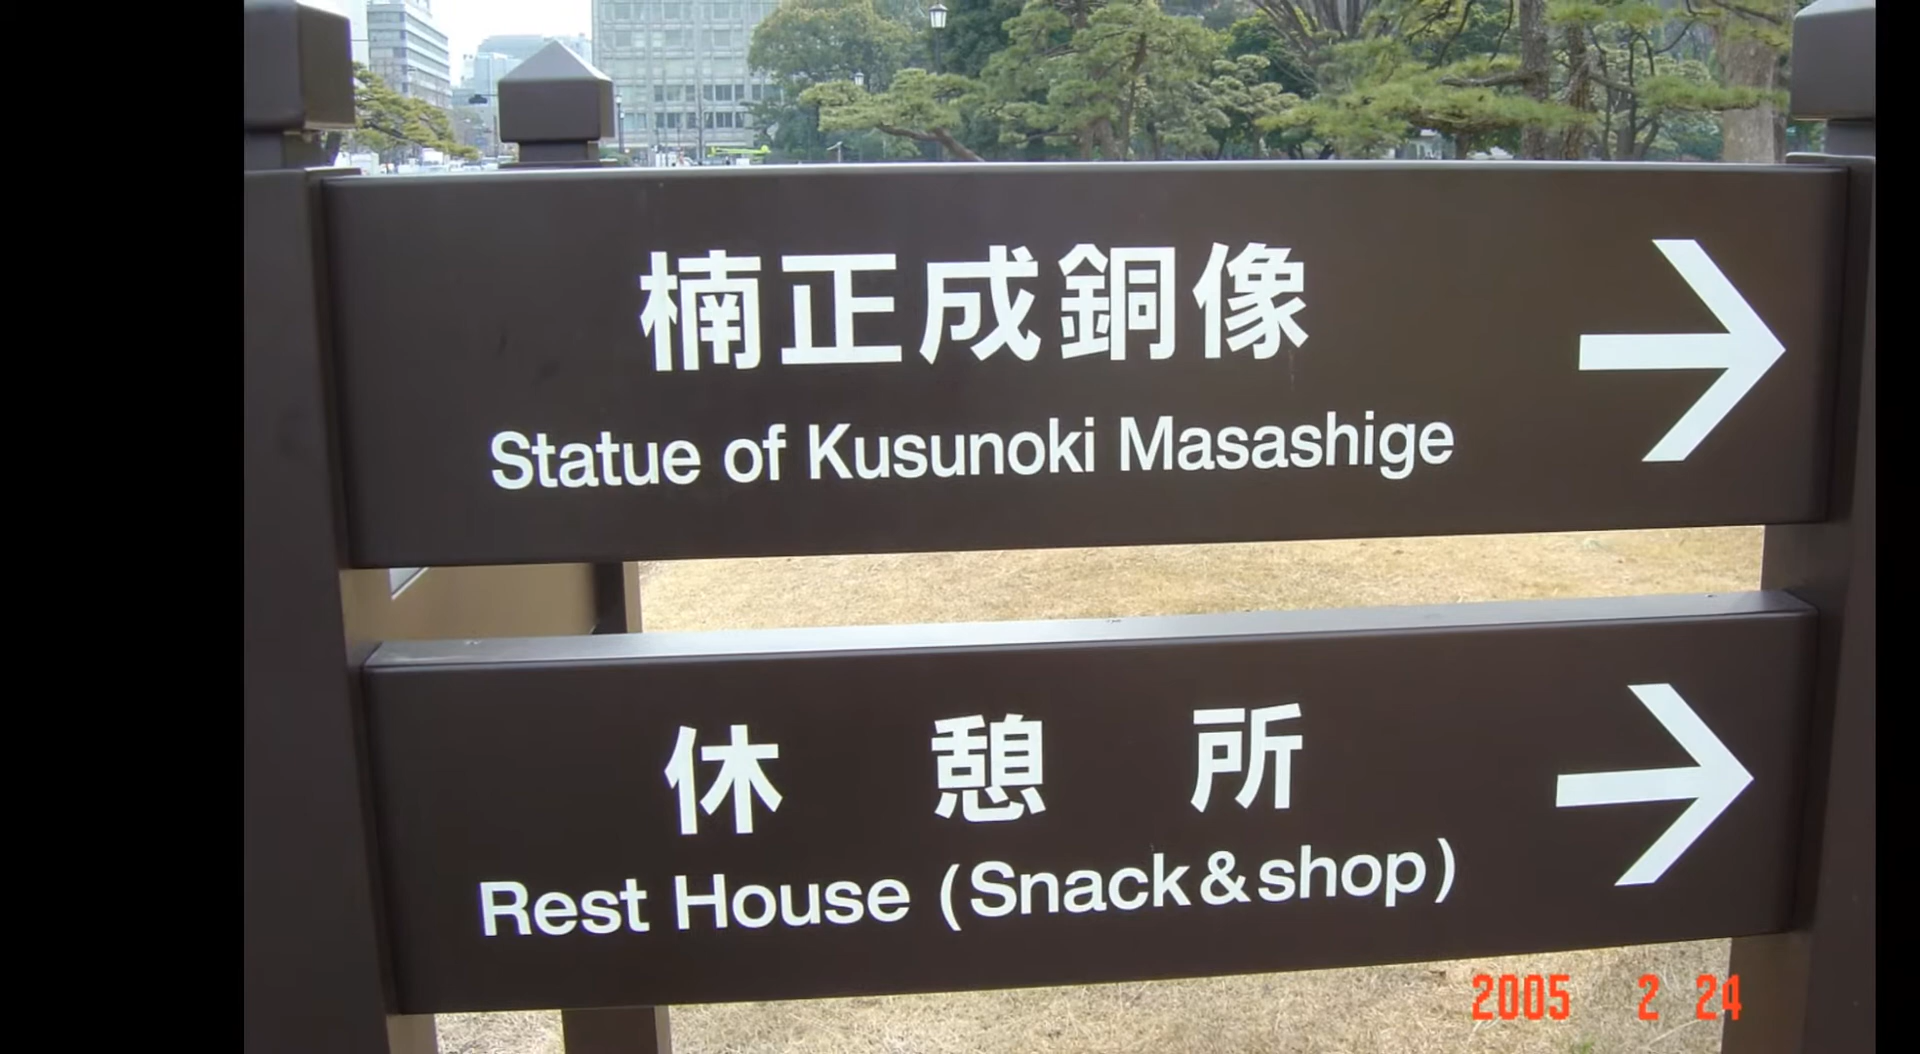 楠正成銅像
Statue of Kusunoki Masashige
休憩所
Rest House (Snack&shop)
2005 2 24